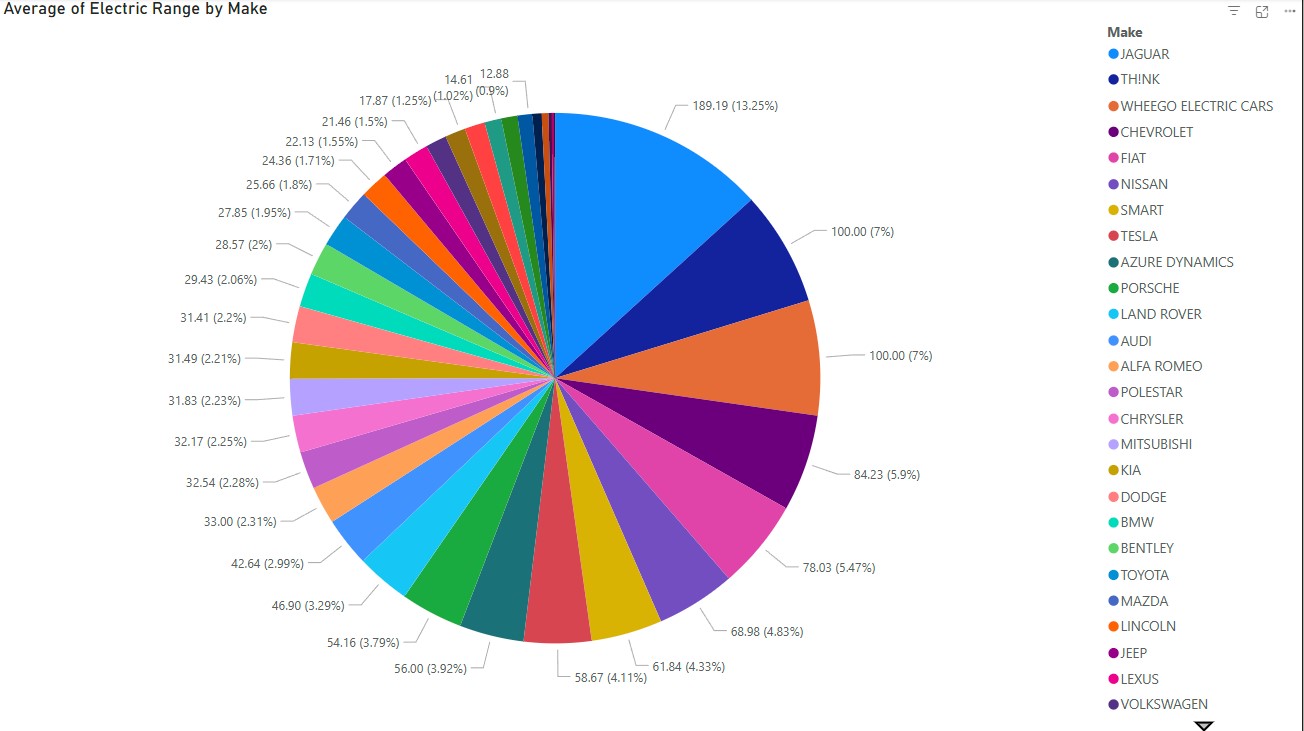 Average of Electric Range by Make
Make
JAGUAR
TH!NK
WHEEGO ELECTRIC CARS
CHEVROLET
FIAT
NISSAN
SMART
TESLA
AZURE DYNAMICS
PORSCHE
LAND ROVER
AUDI
ALFA ROMEO
POLESTAR
CHRYSLER
MITSUBISHI
KIA
DODGE
BMW
BENTLEY
TOYOTA
MAZDA
LINCOLN
JEEP
LEXUS
VOLKSWAGEN
189.19 (13.25%)
100.00 (7%)
100.00 (7%)
84.23 (5.9%)
78.03 (5.47%)
68.98 (4.83%)
61.84 (4.33%)
58.67 (4.11%)
56.00 (3.92%)
54.16 (3.79%)
46.90 (3.29%)
42.64 (2.99%)
33.00 (2.31%)
32.54 (2.28%)
32.17 (2.25%)
31.83 (2.23%)
31.49 (2.21%)
31.41 (2.2%)
29.43 (2.06%)
28.57 (2%)
27.85 (1.95%)
25.66 (1.8%)
24.36 (1.71%)
22.13 (1.55%)
21.46 (1.5%)
17.87 (1.25%)
14.61
(1.02%)
12.88
(0.9%)